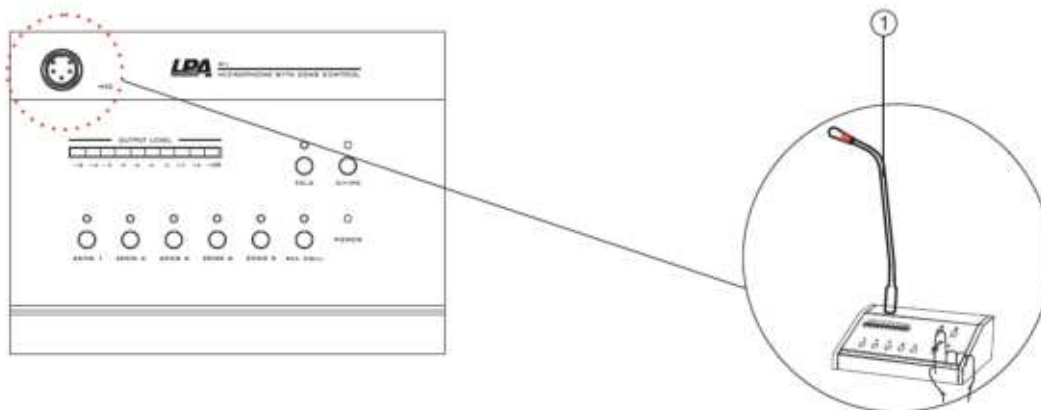 1
LPA
MICROPHONE WITH ZONE CONTROL
MIC
OUTPUT LEVEL
TALK
CHIME
ZONE 1 ZONE 2 ZONE 3 ZONE 4 ZONE 5 ALL CALL
POWER